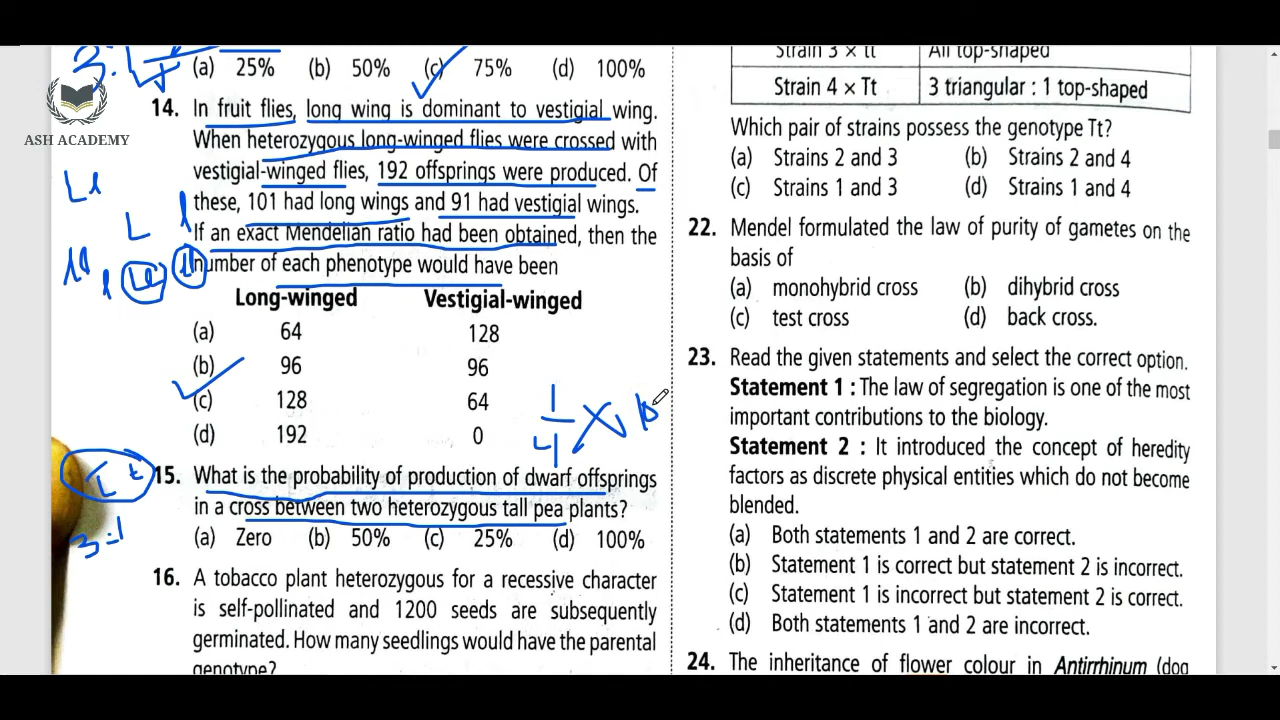 3:1
(a) 25% (b) 50% (c) 75% (d) 100%
ASH ACADEMY
14. In fruit flies, long wing is dominant to vestigial wing.
When heterozygous long-winged flies were crossed with
vestigial-winged flies, 192 offsprings were produced. Of
these, 101 had long wings and 91 had vestigial wings.
If an exact Mendelian ratio had been obtained, then the
number of each phenotype would have been
Long-winged Vestigial-winged
(a) 64 128
(b) 96 96
(c) 128 64
(d) 192 0
Ll
L l
ll
l Ll ll
1/4 × 10
15. What is the probability of production of dwarf offsprings
in a cross between two heterozygous tall pea plants?
(a) Zero (b) 50% (c) 25% (d) 100%
T t
3:1
16. A tobacco plant heterozygous for a recessive character
is self-pollinated and 1200 seeds are subsequently
germinated. How many seedlings would have the parental
genotype?
Strain 3 × tt All top-shaped
Strain 4 × Tt 3 triangular : 1 top-shaped
Which pair of strains possess the genotype Tt?
(a) Strains 2 and 3 (b) Strains 2 and 4
(c) Strains 1 and 3 (d) Strains 1 and 4
22. Mendel formulated the law of purity of gametes on the
basis of
(a) monohybrid cross (b) dihybrid cross
(c) test cross (d) back cross.
23. Read the given statements and select the correct option.
Statement 1 : The law of segregation is one of the most
important contributions to the biology.
Statement 2 : It introduced the concept of heredity
factors as discrete physical entities which do not become
blended.
(a) Both statements 1 and 2 are correct.
(b) Statement 1 is correct but statement 2 is incorrect.
(c) Statement 1 is incorrect but statement 2 is correct.
(d) Both statements 1 and 2 are incorrect.
24. The inheritance of flower colour in Antirrhinum (dog